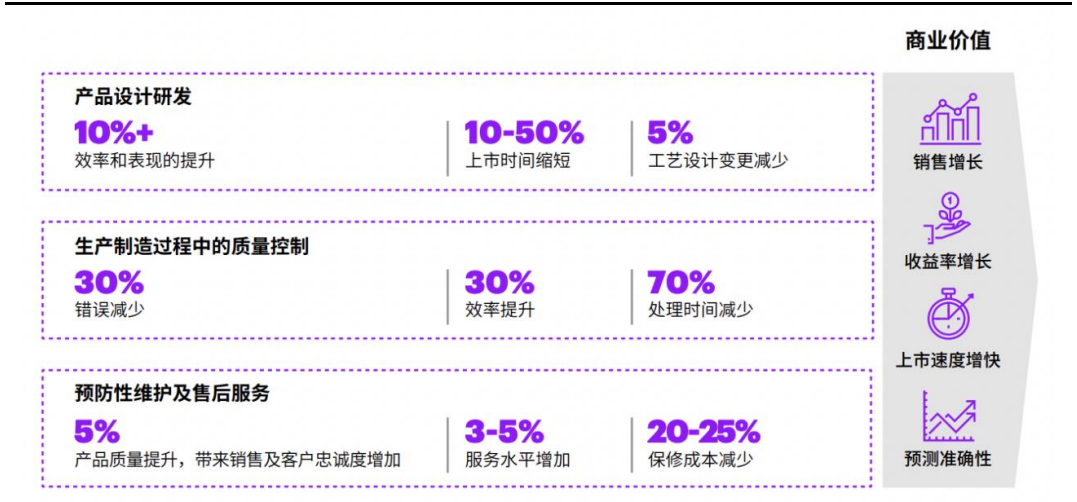 商业价值
产品设计研发
10%+
效率和表现的提升
10-50%
上市时间缩短
5%
工艺设计变更减少
生产制造过程中的质量控制
30%
错误减少
30%
效率提升
70%
处理时间减少
预防性维护及售后服务
5%
产品质量提升，带来销售及客户忠诚度增加
3-5%
服务水平增加
20-25%
保修成本减少
销售增长
1
收益率增长
上市速度增快
预测准确性